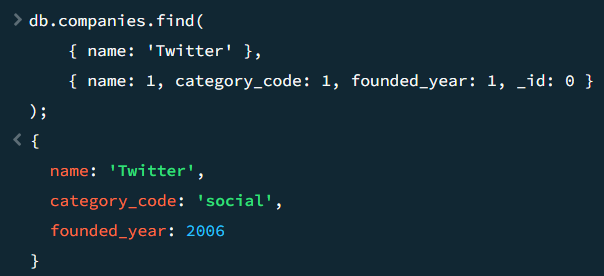 > db.companies.find(
{ name: 'Twitter' },
{ name: 1, category_code: 1, founded_year: 1, _id: 0 }
);
< {
name: 'Twitter',
category_code: 'social',
founded_year: 2006
}